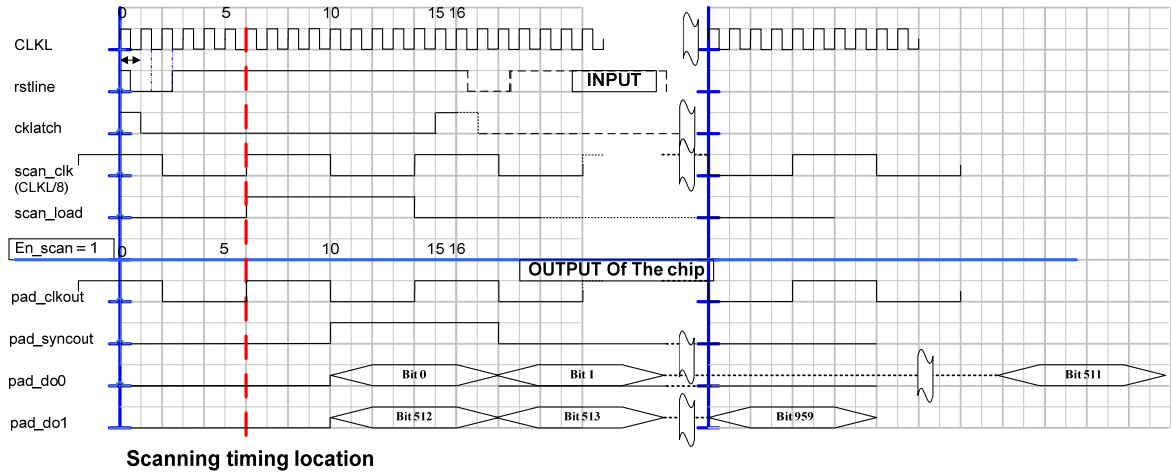 0 5 10 15 16
CLKL
rstline INPUT
cklatch
scan_clk
(CLKL/8)
scan_load
En_scan = 1 0 5 10 15 16
OUTPUT Of The chip
pad_clkout
pad_syncout
pad_do0 Bit 0 Bit 1 Bit 511
pad_do1 Bit 512 Bit 513 Bit 959
Scanning timing location